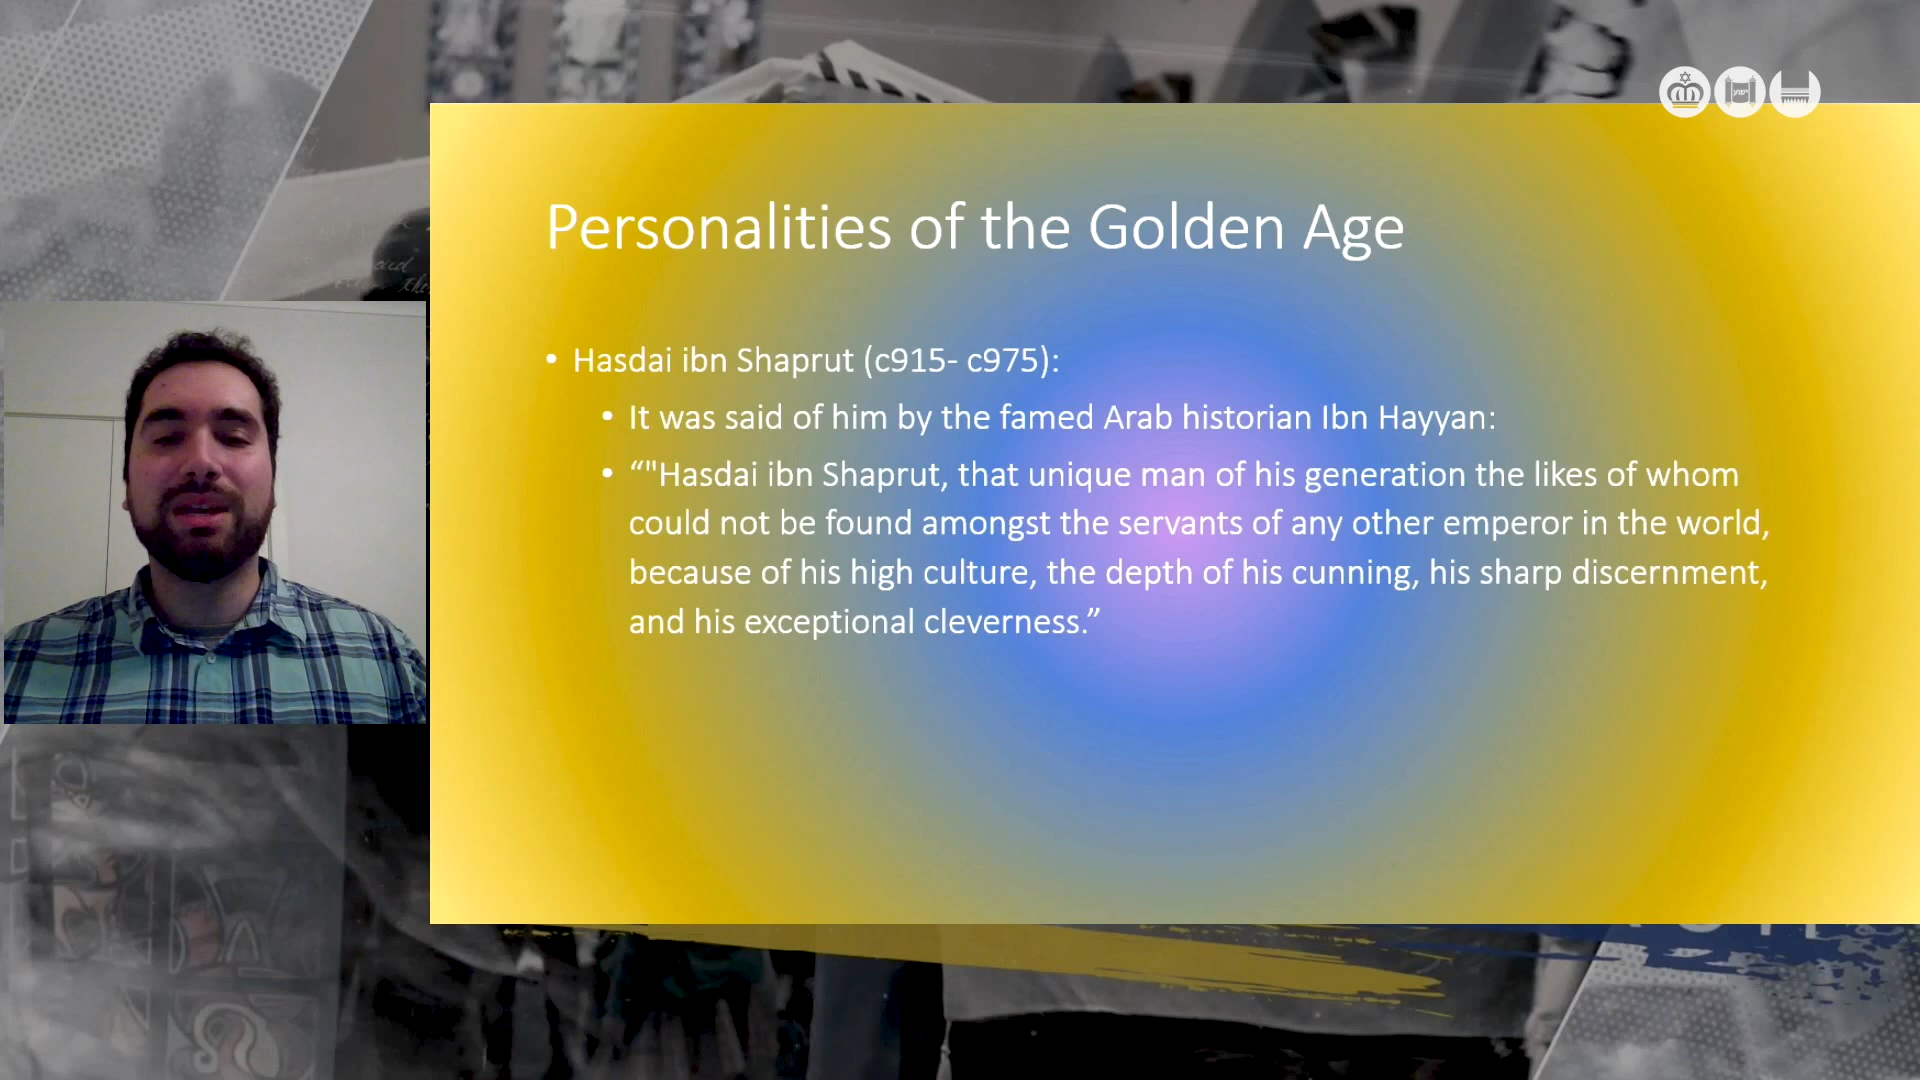 Personalities of the Golden Age
• Hasdai ibn Shaprut (c915- c975):
• It was said of him by the famed Arab historian Ibn Hayyan:
• “"Hasdai ibn Shaprut, that unique man of his generation the likes of whom
could not be found amongst the servants of any other emperor in the world,
because of his high culture, the depth of his cunning, his sharp discernment,
and his exceptional cleverness.”